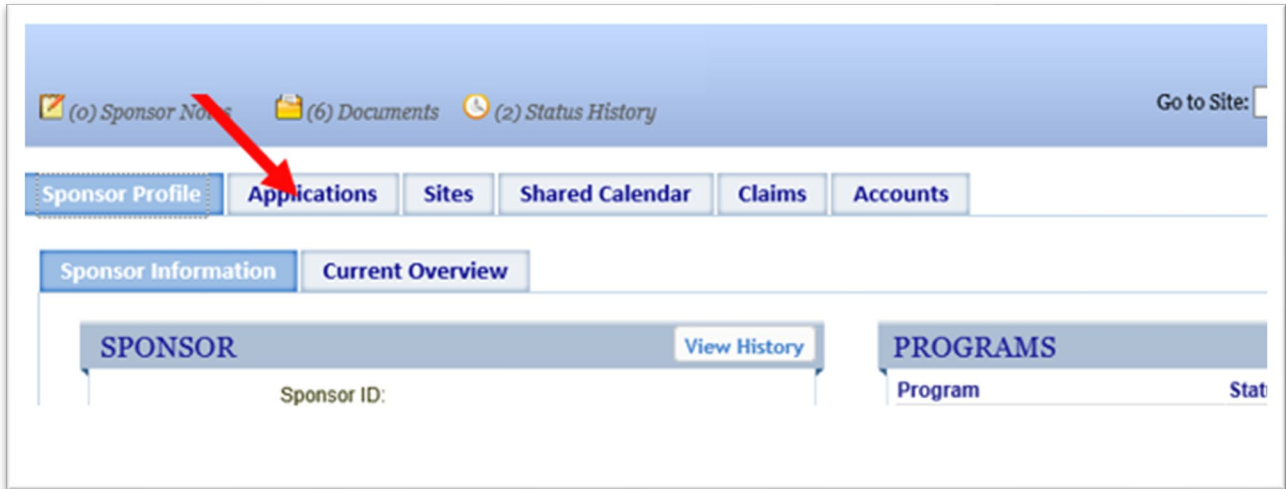 (0) Sponsor Notes (6) Documents (2) Status History Go to Site:
Sponsor Profile Applications Sites Shared Calendar Claims Accounts
Sponsor Information Current Overview
SPONSOR View History PROGRAMS
Sponsor ID: Program